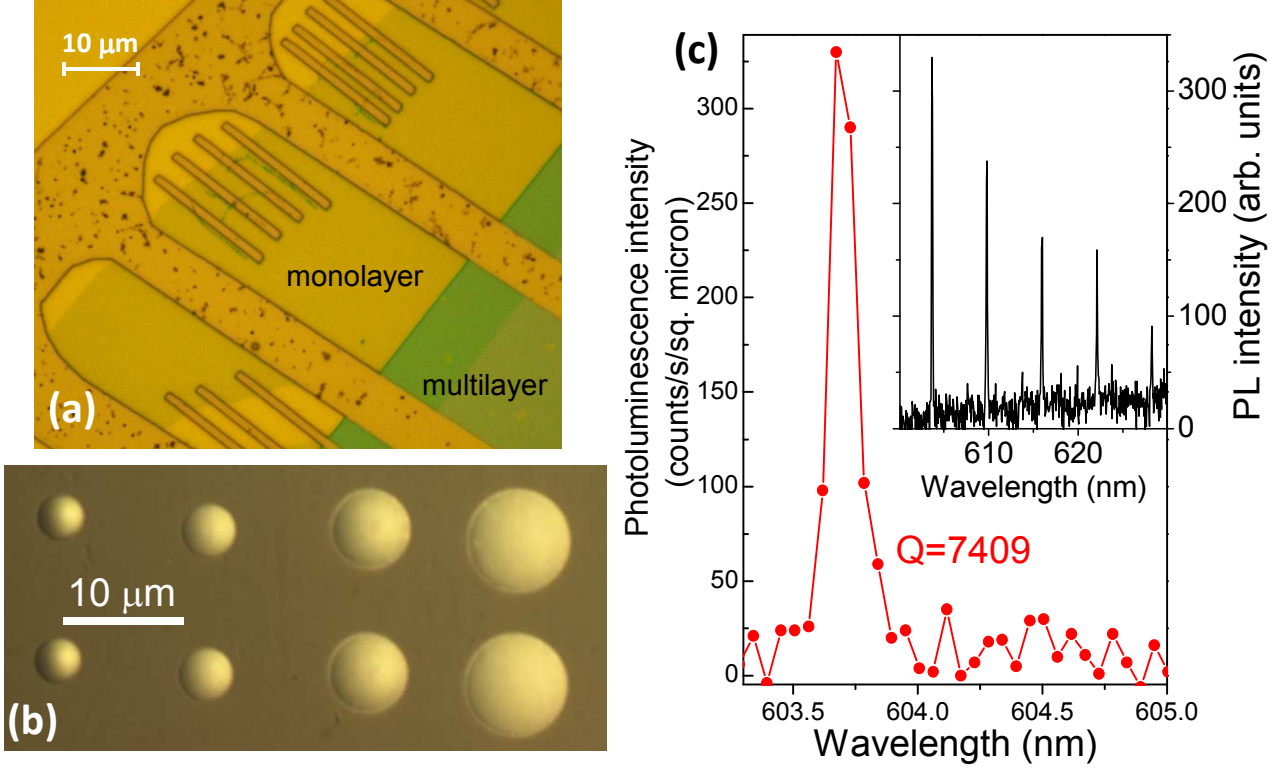 10 μm
monolayer
multilayer
(a)
10 μm
(b)
(c)
Photoluminescence intensity
(counts/s/sq. micron)
300
250
200
150
100
50
0
603.5
604.0
604.5
605.0
Wavelength (nm)
Q=7409
300
200
100
0
PL intensity (arb. units)
610
620
Wavelength (nm)